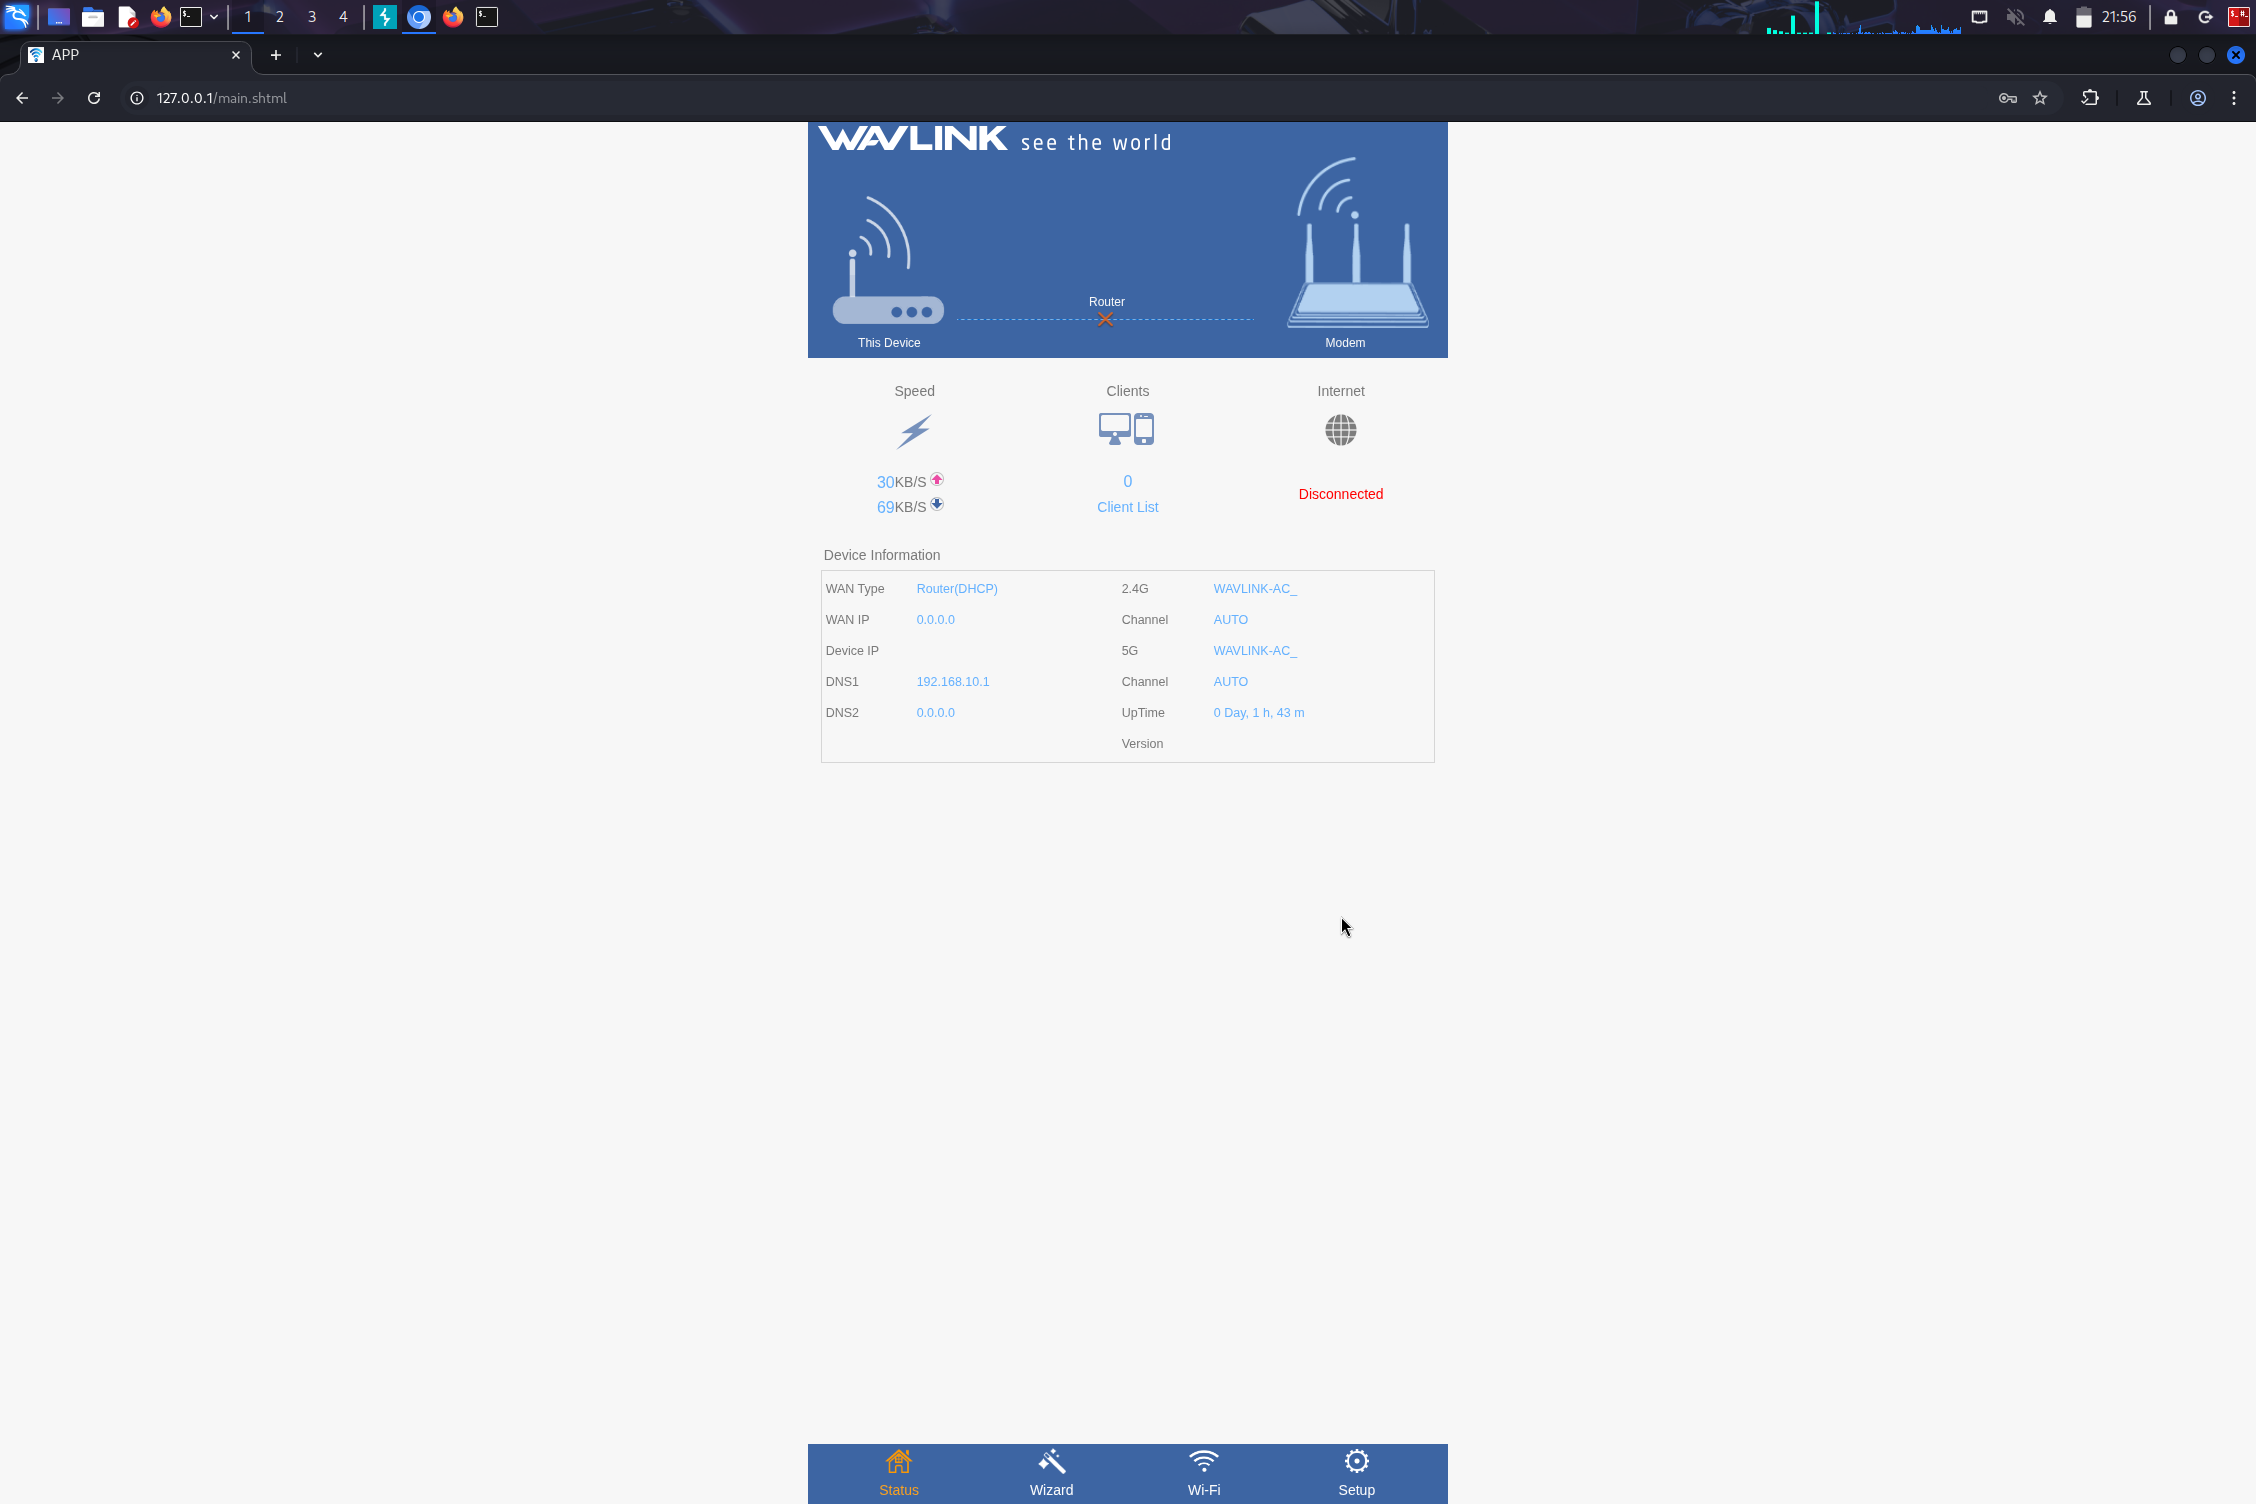 1 2 3 4 21:56
APP
127.0.0.1/main.shtml
WAVLINK see the world
Router
This Device Modem
Speed Clients Internet
30KB/S 0
Disconnected
69KB/S Client List
Device Information
WAN Type Router(DHCP) 2.4G WAVLINK-AC_
WAN IP 0.0.0.0 Channel AUTO
Device IP 5G WAVLINK-AC_
DNS1 192.168.10.1 Channel AUTO
DNS2 0.0.0.0 UpTime 0 Day, 1 h, 43 m
Version
Status Wizard Wi-Fi Setup